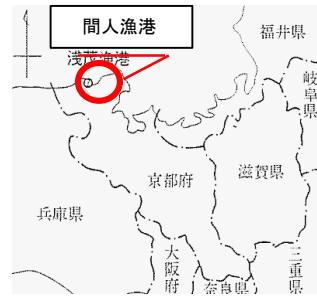 間人漁港
浅茂漁港
福井県
岐阜県
京都府
滋賀県
兵庫県
大阪府
奈良県
三重県